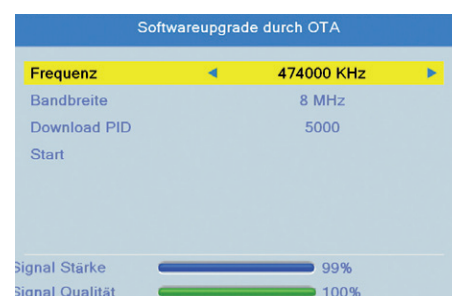 Softwareupgrade durch OTA
Frequenz 474000 KHz
Bandbreite 8 MHz
Download PID 5000
Start
Signal Stärke 99%
Signal Qualität 100%